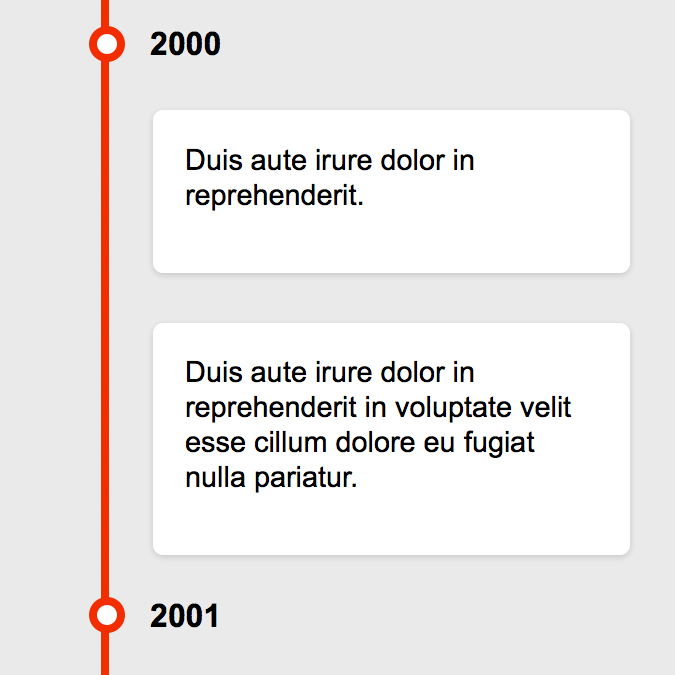 2000
Duis aute irure dolor in
reprehenderit.
Duis aute irure dolor in
reprehenderit in voluptate velit
esse cillum dolore eu fugiat
nulla pariatur.
2001